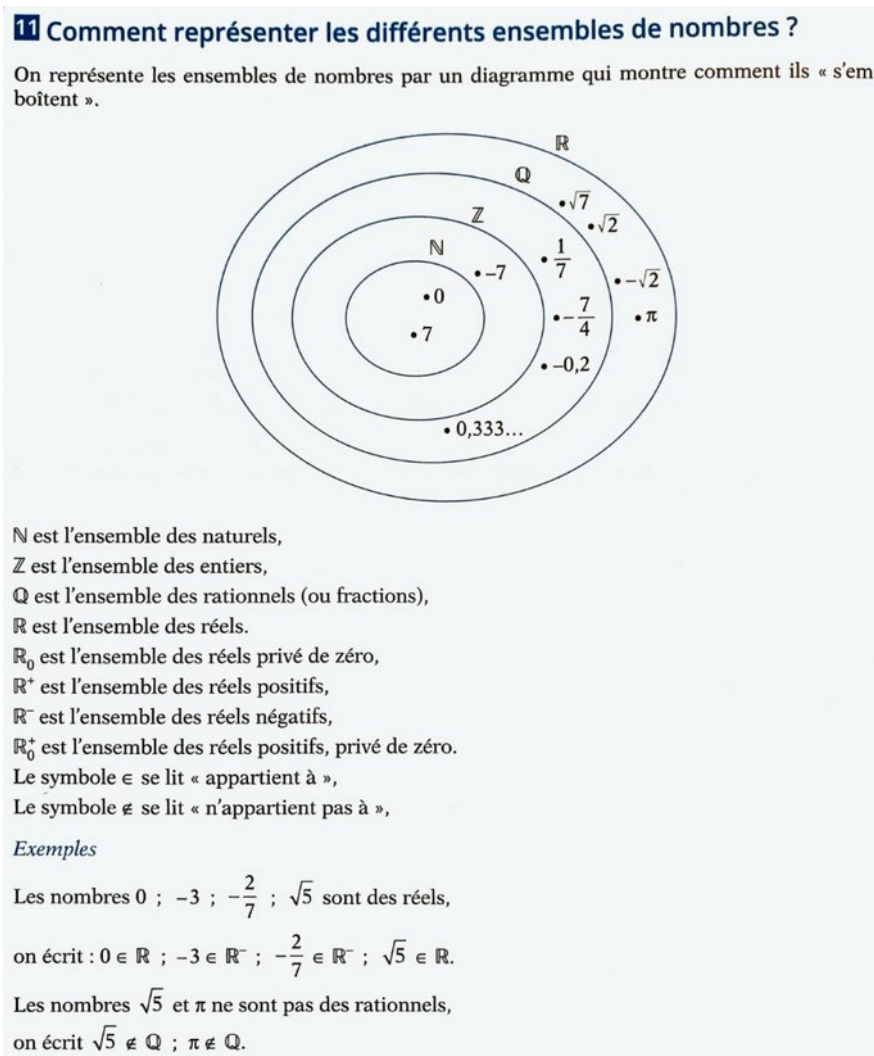 11 Comment représenter les différents ensembles de nombres ?
On représente les ensembles de nombres par un diagramme qui montre comment ils « s'em
boîtent ».
ℝ
ℚ
•√7
ℤ
•√2
ℕ
•1/7
•–7
•–√2
•0
•–7/4
•π
•7
•–0,2
•0,333...
ℕ est l'ensemble des naturels,
ℤ est l'ensemble des entiers,
ℚ est l'ensemble des rationnels (ou fractions),
ℝ est l'ensemble des réels.
ℝ₀ est l'ensemble des réels privé de zéro,
ℝ⁺ est l'ensemble des réels positifs,
ℝ⁻ est l'ensemble des réels négatifs,
ℝ₀⁺ est l'ensemble des réels positifs, privé de zéro.
Le symbole ∈ se lit « appartient à »,
Le symbole ∉ se lit « n'appartient pas à »,
Exemples
Les nombres 0 ; –3 ; –2/7 ; √5 sont des réels,
on écrit : 0 ∈ ℝ ; –3 ∈ ℝ⁻ ; –2/7 ∈ ℝ⁻ ; √5 ∈ ℝ.
Les nombres √5 et π ne sont pas des rationnels,
on écrit √5 ∉ ℚ ; π ∉ ℚ.